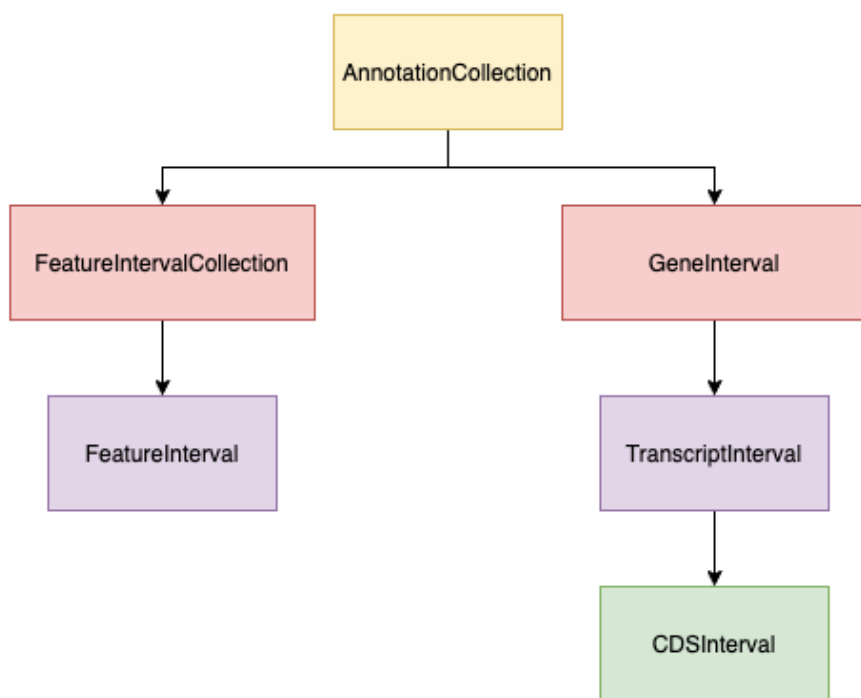 AnnotationCollection
FeatureIntervalCollection
GeneInterval
FeatureInterval
TranscriptInterval
CDSInterval